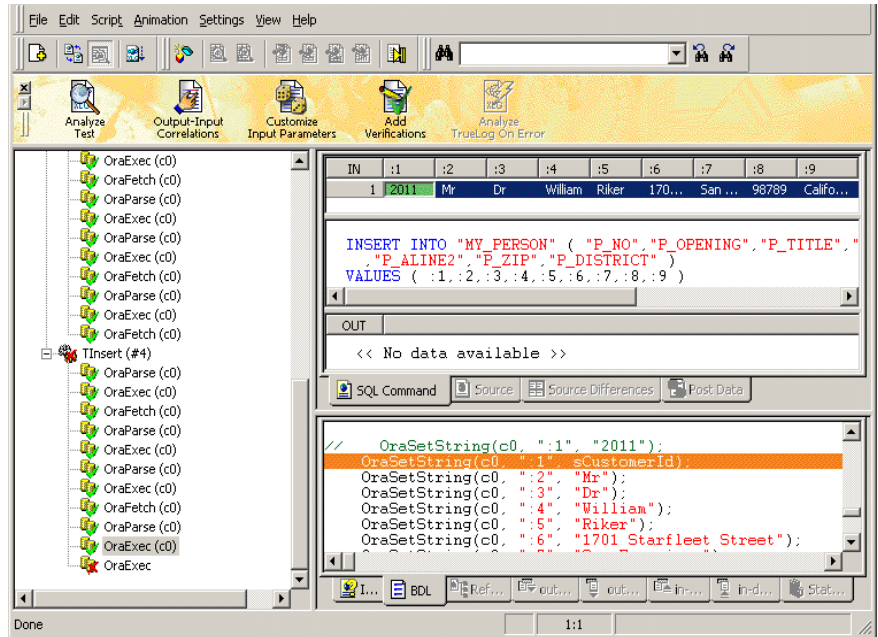 File Edit Script Animation Settings View Help
Analyze Test
Output-Input Correlations
Customize Input Parameters
Add Verifications
Analyze TrueLog On Error
OraExec (c0)
OraFetch (c0)
OraParse (c0)
OraExec (c0)
OraParse (c0)
OraExec (c0)
OraFetch (c0)
OraParse (c0)
OraExec (c0)
OraFetch (c0)
TInsert (#4)
OraParse (c0)
OraExec (c0)
OraFetch (c0)
OraParse (c0)
OraExec (c0)
OraParse (c0)
OraExec (c0)
OraFetch (c0)
OraParse (c0)
OraExec (c0)
OraExec
IN :1 :2 :3 :4 :5 :6 :7 :8 :9
1 2011 Mr Dr William Riker 170... San ... 98789 Califo...
INSERT INTO "MY_PERSON" ( "P_NO","P_OPENING","P_TITLE","
,"P_ALINE2","P_ZIP","P_DISTRICT" )
VALUES ( :1,:2,:3,:4,:5,:6,:7,:8,:9 )
OUT
<< No data available >>
SQL Command Source Source Differences Post Data
// OraSetString(c0, ":1", "2011");
OraSetString(c0, ":1", sCustomerId);
OraSetString(c0, ":2", "Mr");
OraSetString(c0, ":3", "Dr");
OraSetString(c0, ":4", "William");
OraSetString(c0, ":5", "Riker");
OraSetString(c0, ":6", "1701 Starfleet Street");
I... BDL Ref... out... out... in-... in-d... Stat...
Done 1:1